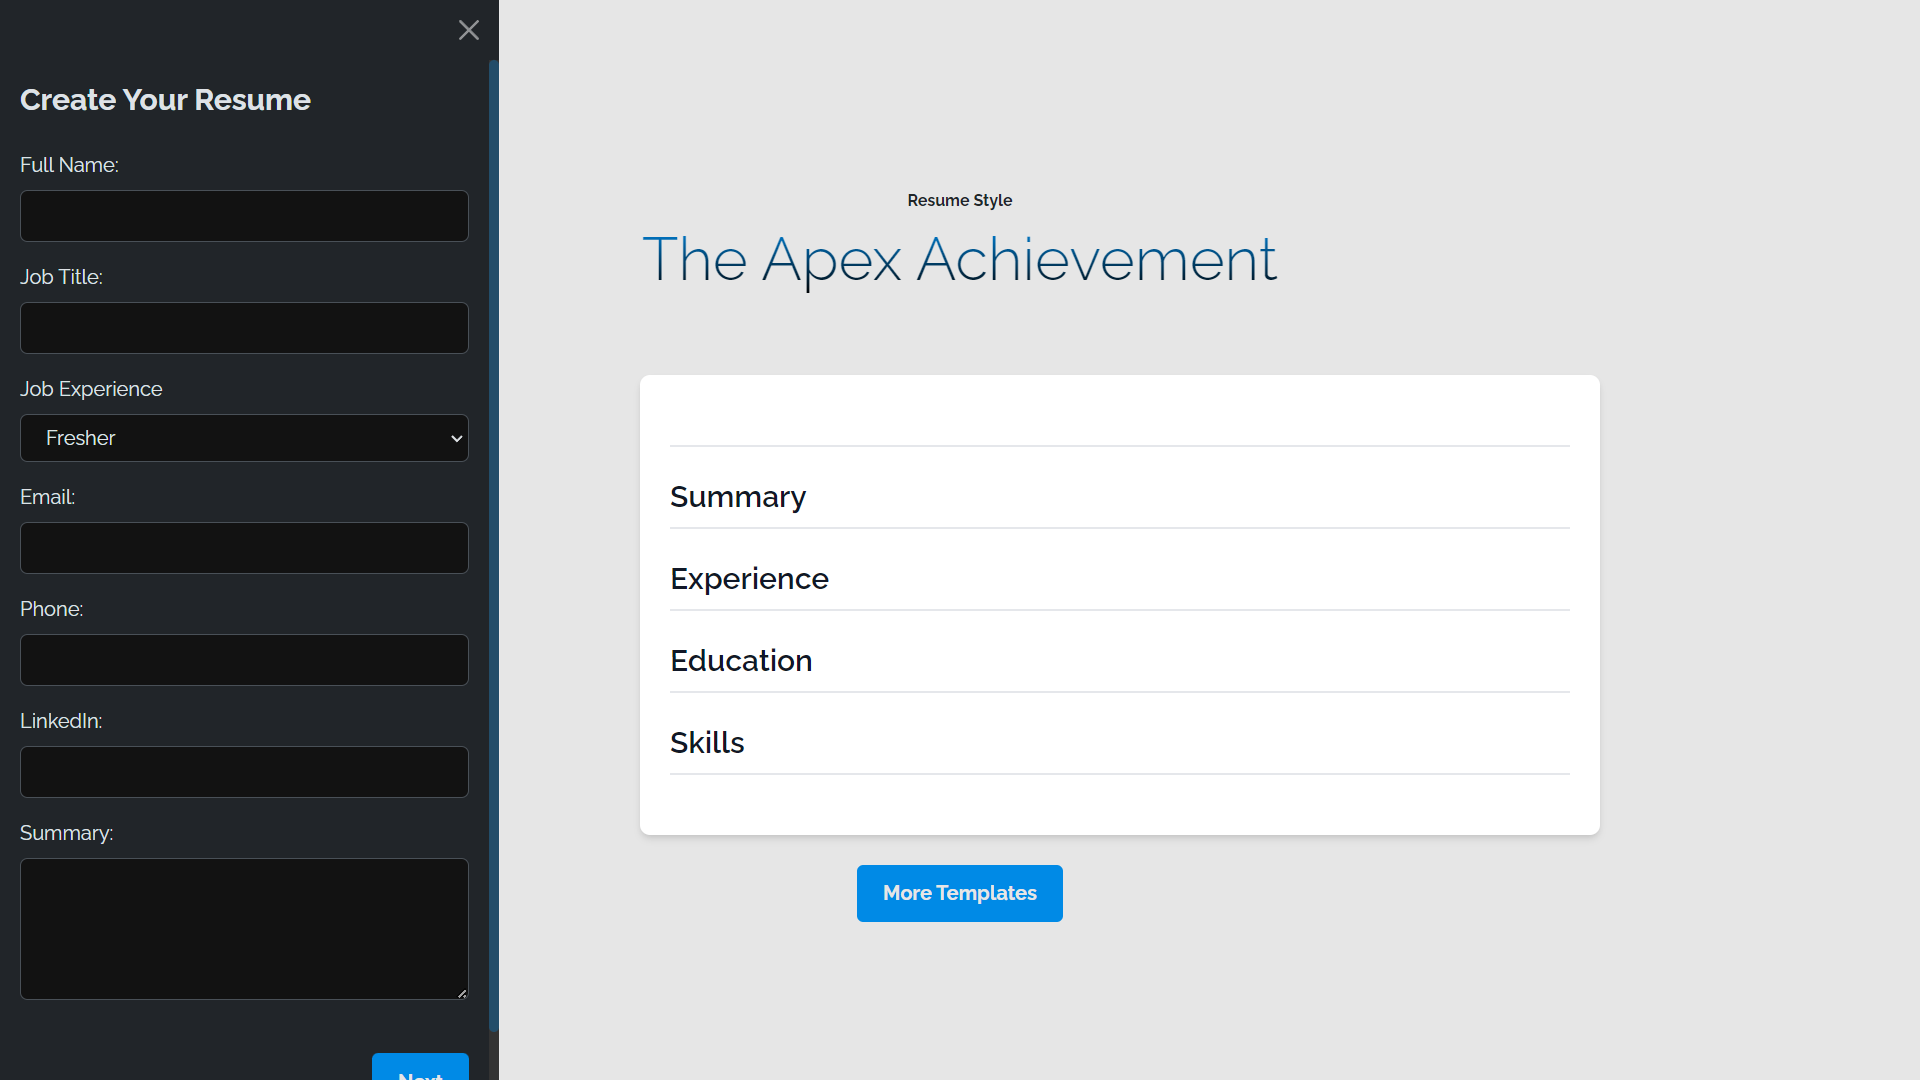 Create Your Resume
Full Name:
Job Title:
Job Experience
Fresher
Email:
Phone:
LinkedIn:
Summary:
Next
Resume Style
The Apex Achievement
Summary
Experience
Education
Skills
More Templates